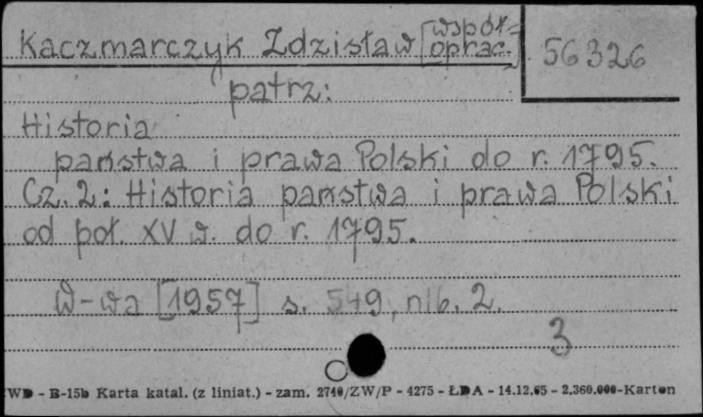 Kaczmarczyk Zdzisław [współ=
oprac.]
56326
patrz:
Historia
państwa i prawa Polski do r. 1795.
Cz. 2: Historia państwa i prawa Polski
od poł. XV w. do r. 1795.
W-wa [1957] s. 549, nlb. 2.
3
WD - B-15b Karta katal. (z liniat.) - zam. 2740/ZW/P - 4275 - ŁDA - 14.12.65 - 2.360.000-Karton